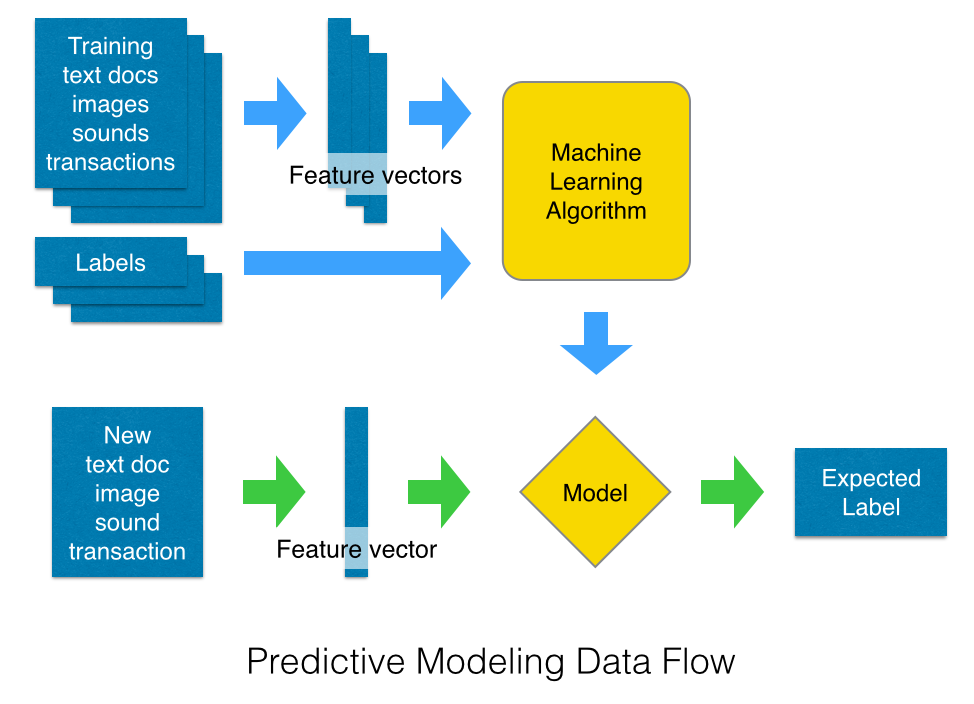 Training
text docs
images
sounds
transactions
Feature vectors
Machine
Learning
Algorithm
Labels
New
text doc
image
sound
transaction
Feature vector
Model
Expected
Label
Predictive Modeling Data Flow